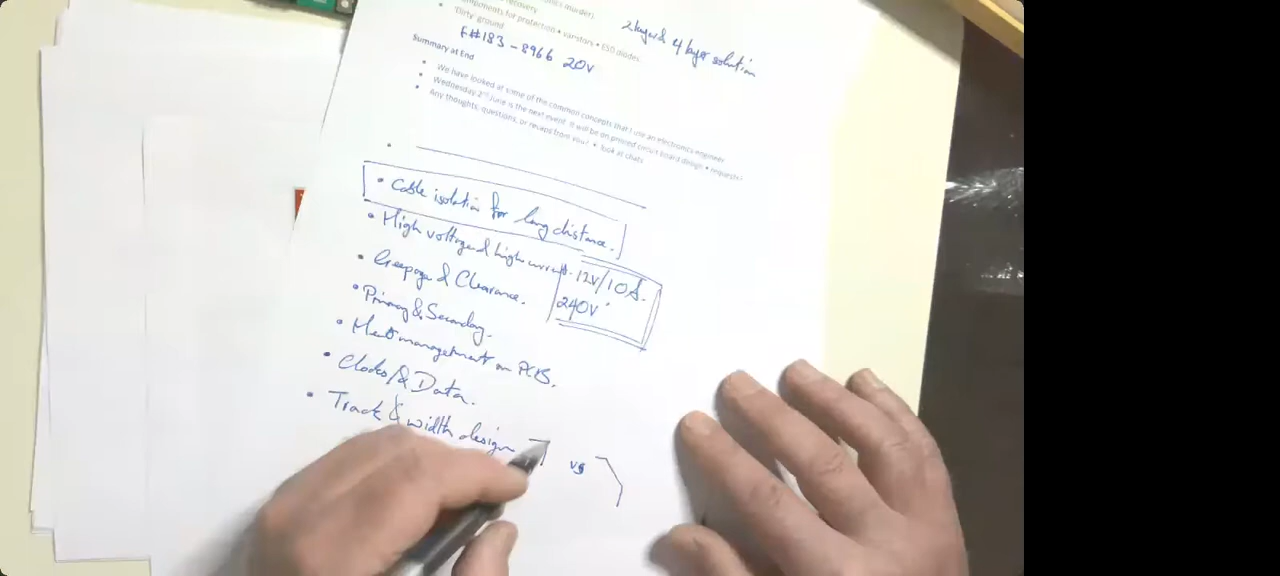 recovery
components for protection • varistors • ESD diodes.
'Dirty' ground
2 layer & 4 layer solution
F#183-8966 20V
Summary at End
We have looked at some of the common concepts that I use an electronics engineer
Wednesday 2nd June is the next event. It will be on printed circuit board design • requests?
Any thoughts, questions, or recaps from you? • look at chats
• Cable isolation for long distance.
• High voltage & high current. 12V/10A.
240V
• Creepage & Clearance.
• Primary & Secondary.
• Heat management on PCBS.
• Clocks & Data.
• Track & width design
vs